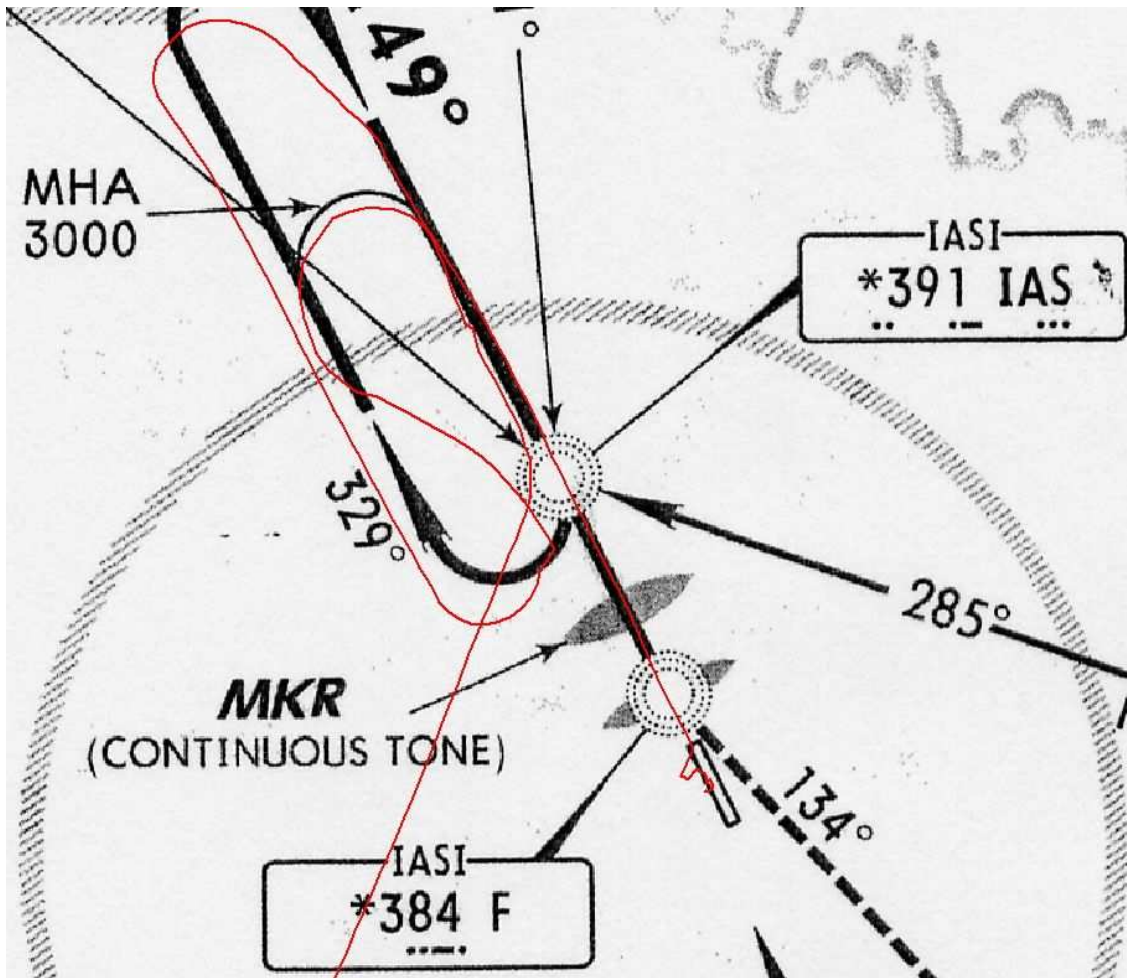 49°
MHA
3000
IASI
*391 IAS
329°
285°
MKR
(CONTINUOUS TONE)
134°
IASI
*384 F